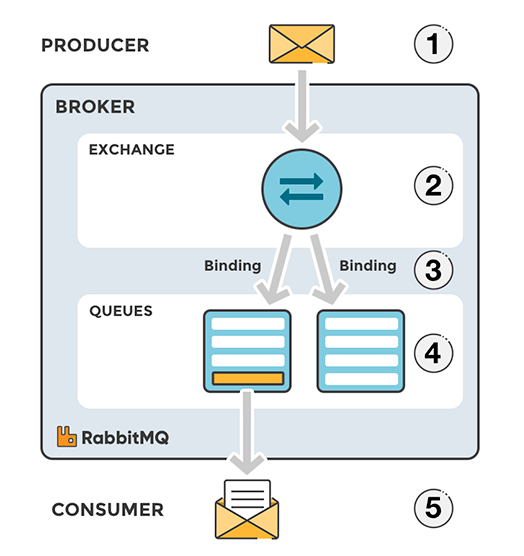 PRODUCER 1
BROKER
EXCHANGE
2
Binding Binding 3
QUEUES
4
RabbitMQ
CONSUMER 5